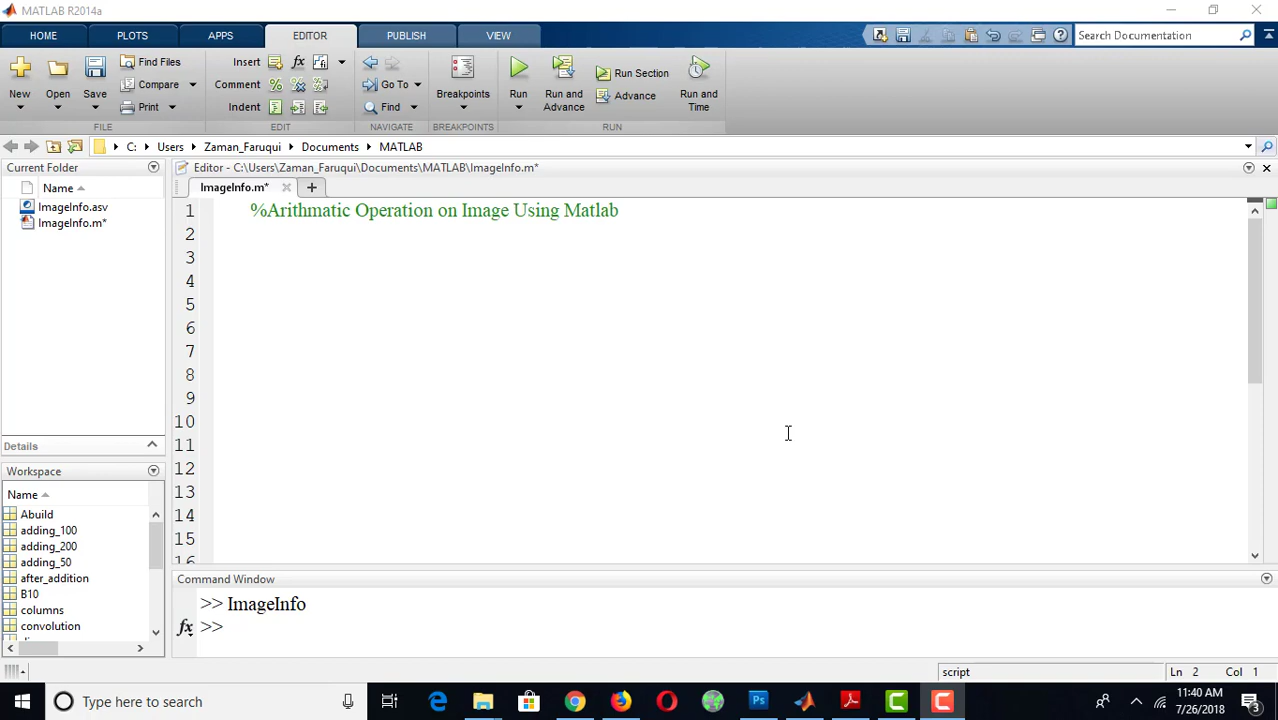 MATLAB R2014a
HOME PLOTS APPS EDITOR PUBLISH VIEW Search Documentation
Find Files Insert fx Run Section
New Open Save Compare Comment Go To Breakpoints Run Run and Advance Advance Run and Time
Print Indent Find
FILE EDIT NAVIGATE BREAKPOINTS RUN
C: Users Zaman_Faruqui Documents MATLAB
Current Folder Editor - C:\Users\Zaman_Faruqui\Documents\MATLAB\ImageInfo.m*
Name ImageInfo.m*
ImageInfo.asv
ImageInfo.m*
1 %Arithmatic Operation on Image Using Matlab
2
3
4
5
6
7
8
9
10
11
12
13
14
15
16
Details
Workspace
Name
Abuild
adding_100
adding_200
adding_50
after_addition
B10
columns
convolution
Command Window
>> ImageInfo
fx >>
script Ln 2 Col 1
Type here to search
11:40 AM
7/26/2018
3